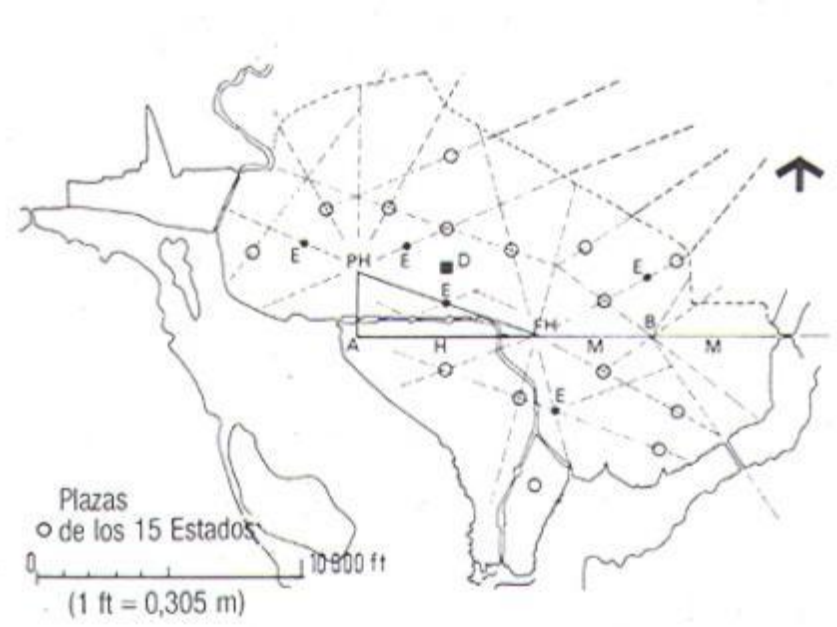 E
PH
E
D
E
E
A
H
FH
M
B
M
E
Plazas
de los 15 Estados
0
10 000 ft
(1 ft = 0,305 m)